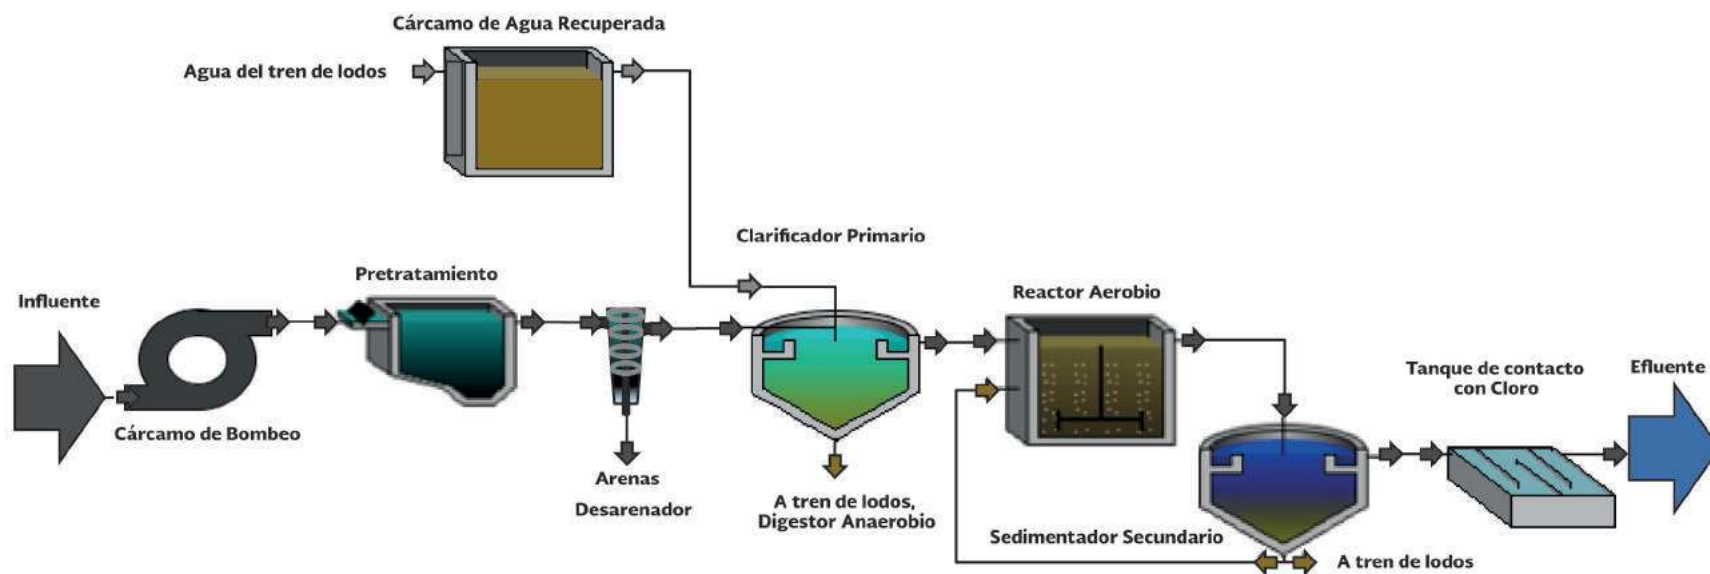 Cárcamo de Agua Recuperada
Agua del tren de lodos
Clarificador Primario
Pretratamiento
Influente
Reactor Aerobio
Tanque de contacto
con Cloro
Efluente
Cárcamo de Bombeo
Arenas
Desarenador
A tren de lodos,
Digestor Anaerobio
Sedimentador Secundario
A tren de lodos